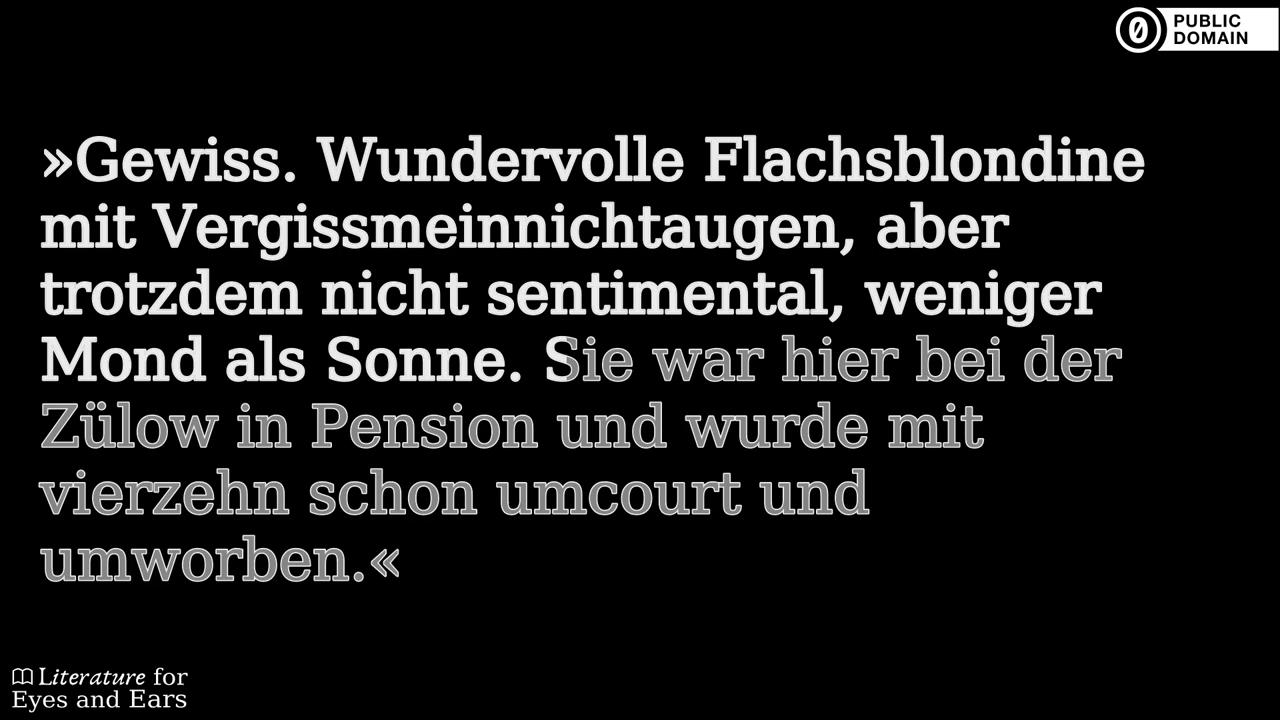 PUBLIC
DOMAIN
»Gewiss. Wundervolle Flachsblondine
mit Vergissmeinnichtaugen, aber
trotzdem nicht sentimental, weniger
Mond als Sonne. Sie war hier bei der
Zülow in Pension und wurde mit
vierzehn schon umcourt und
umworben.«
Literature for
Eyes and Ears